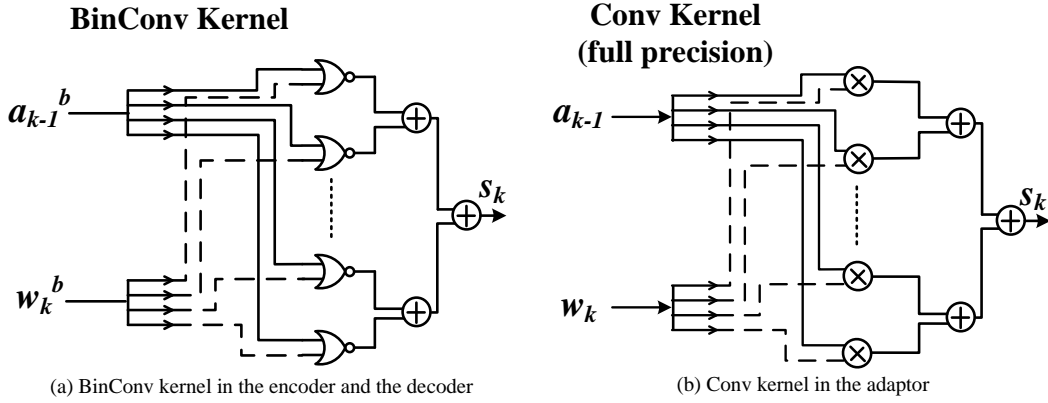 BinConv Kernel
a_{k-1}^b
w_k^b
s_k
(a) BinConv kernel in the encoder and the decoder
Conv Kernel
(full precision)
a_{k-1}
w_k
s_k
(b) Conv kernel in the adaptor